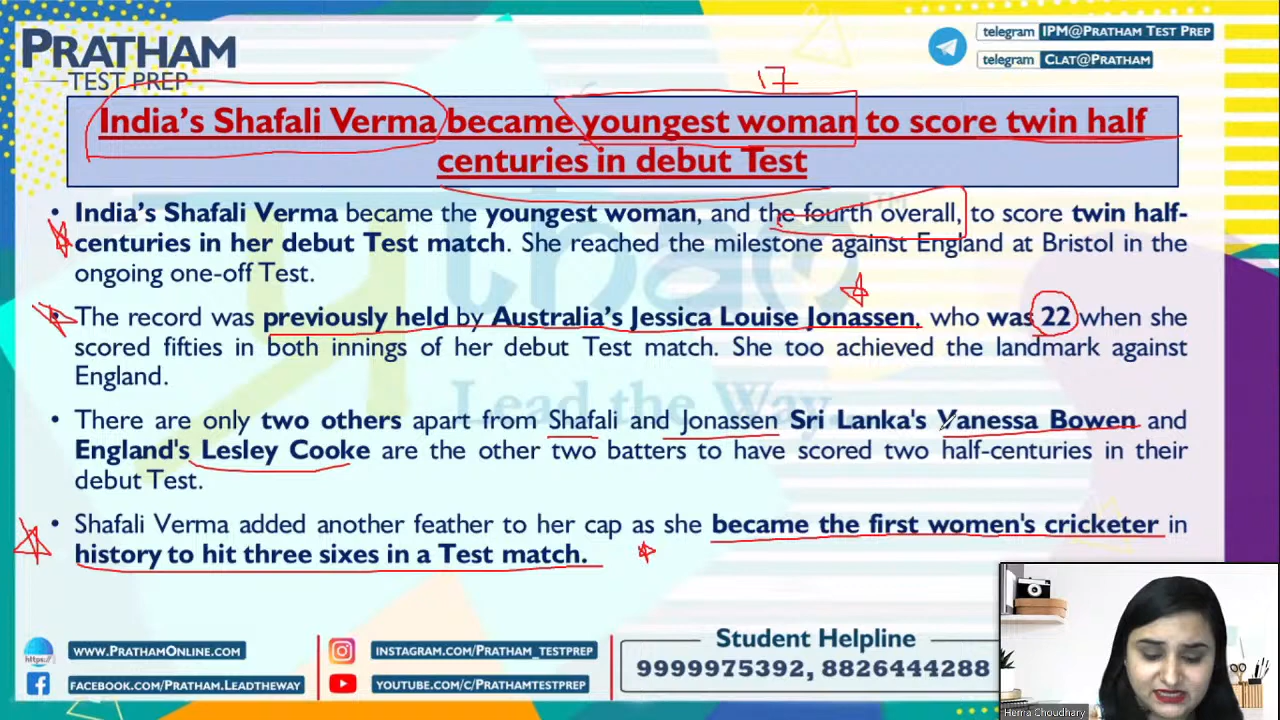 PRATHAM
TEST PREP
telegram IPM@PRATHAM TEST PREP
telegram CLAT@PRATHAM
17
India's Shafali Verma became youngest woman to score twin half
centuries in debut Test
TM
• India's Shafali Verma became the youngest woman, and the fourth overall, to score twin half-
centuries in her debut Test match. She reached the milestone against England at Bristol in the
ongoing one-off Test.
• The record was previously held by Australia's Jessica Louise Jonassen, who was 22 when she
scored fifties in both innings of her debut Test match. She too achieved the landmark against
England.
Lead the Way
• There are only two others apart from Shafali and Jonassen Sri Lanka's Vanessa Bowen and
England's Lesley Cooke are the other two batters to have scored two half-centuries in their
debut Test.
• Shafali Verma added another feather to her cap as she became the first women's cricketer in
history to hit three sixes in a Test match.
https://
WWW.PRATHAMONLINE.COM
FACEBOOK.COM/PRATHAM.LEADTHEWAY
INSTAGRAM.COM/PRATHAM_TESTPREP
YOUTUBE.COM/C/PRATHAMTESTPREP
Student Helpline
9999975392, 8826444288
Henra Choudhary